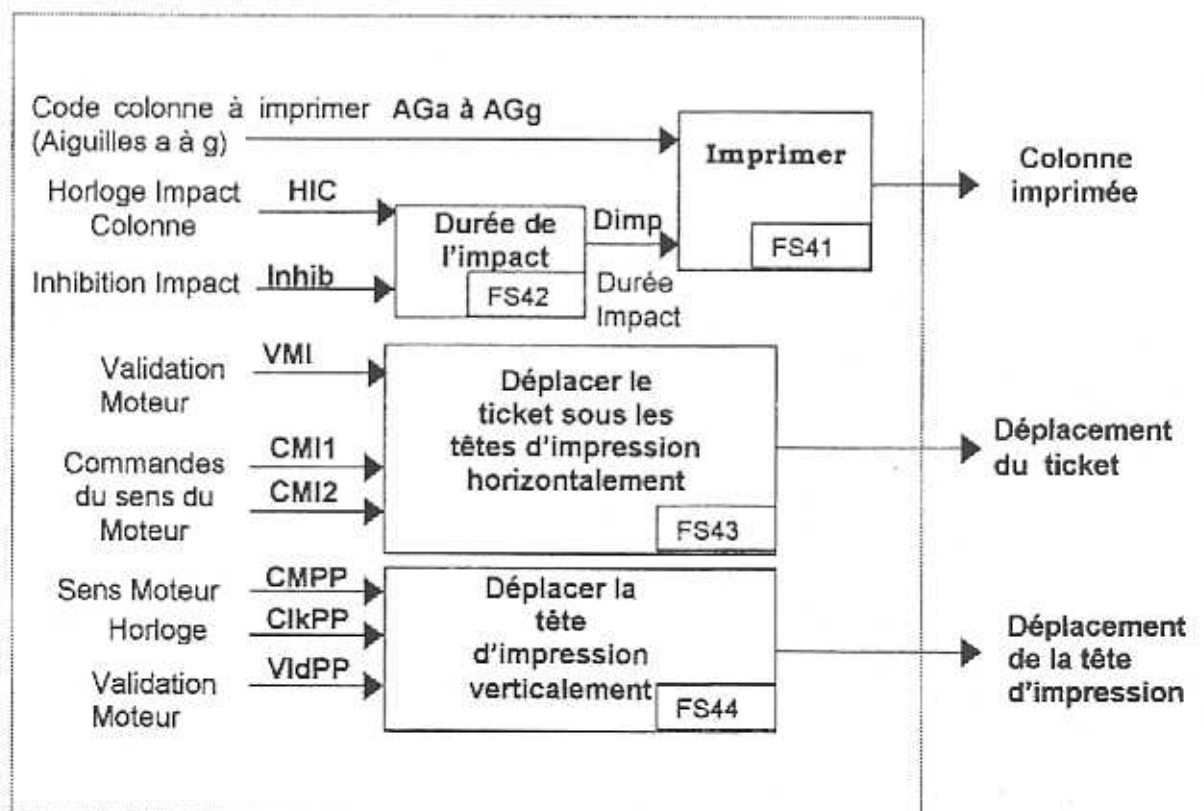 Code colonne à imprimer AGa à AGg
(Aiguilles a à g)
Imprimer
FS41
Colonne
imprimée
Horloge Impact
Colonne
HIC
Inhibition Impact
Inhib
Durée de
l'impact
FS42
Dimp
Durée
Impact
Validation
Moteur
VMI
Commandes
du sens du
Moteur
CMI1
CMI2
Déplacer le
ticket sous les
têtes d'impression
horizontalement
FS43
Déplacement
du ticket
Sens Moteur
CMPP
Horloge
ClkPP
Validation
Moteur
VldPP
Déplacer la
tête
d'impression
verticalement
FS44
Déplacement
de la tête
d'impression